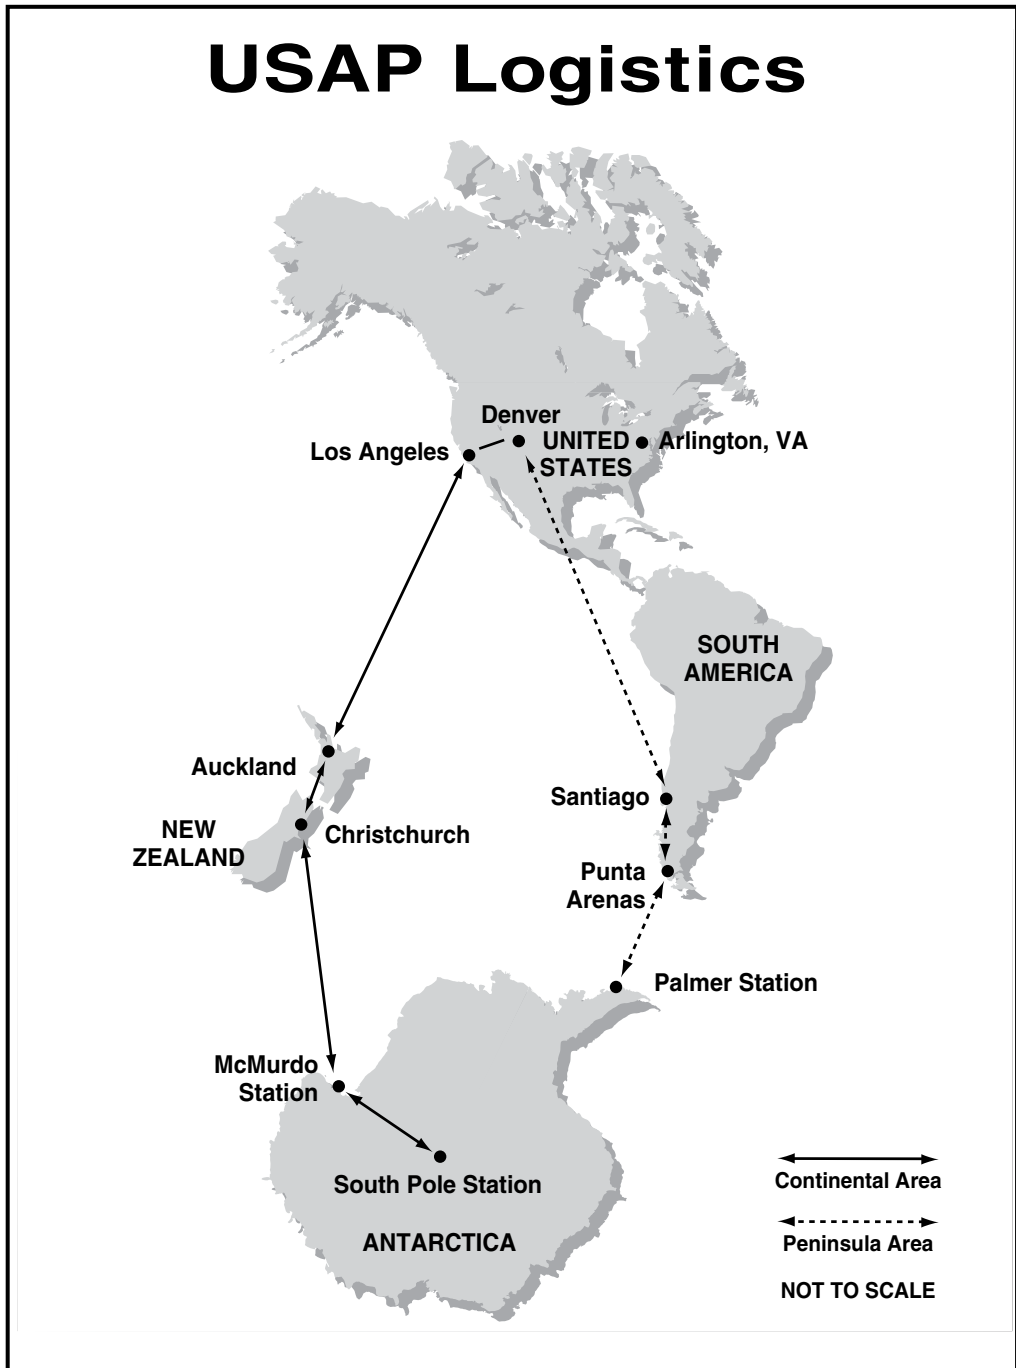 USAP Logistics
Denver
Los Angeles
UNITED
STATES
Arlington, VA
SOUTH
AMERICA
Auckland
Santiago
NEW
ZEALAND
Christchurch
Punta
Arenas
Palmer Station
McMurdo
Station
South Pole Station
ANTARCTICA
Continental Area
Peninsula Area
NOT TO SCALE